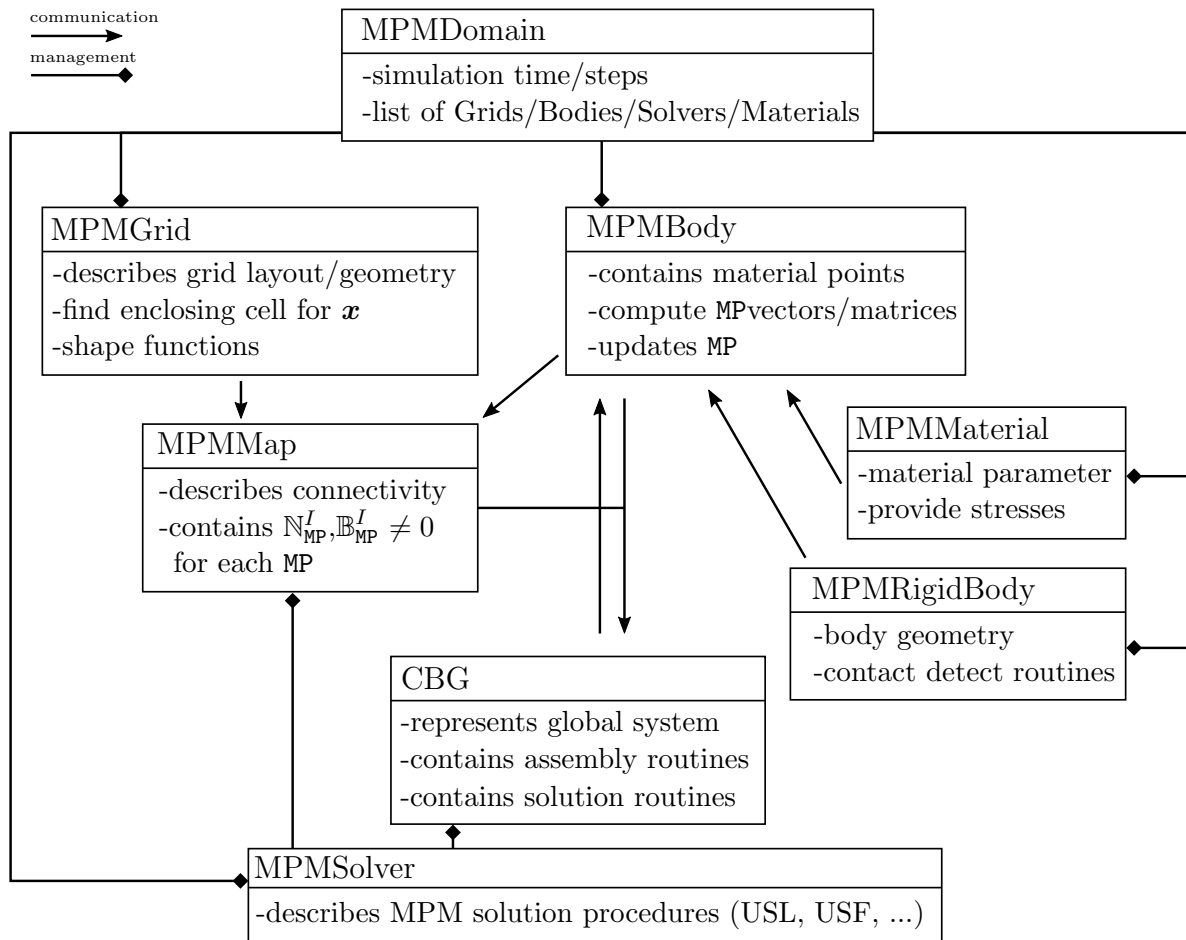 communication
management
MPMDomain
-simulation time/steps
-list of Grids/Bodies/Solvers/Materials
MPMGrid
-describes grid layout/geometry
-find enclosing cell for x
-shape functions
MPMBody
-contains material points
-compute MPvectors/matrices
-updates MP
MPMMap
-describes connectivity
-contains ℕ^I_MP,𝔹^I_MP ≠ 0
for each MP
MPMMaterial
-material parameter
-provide stresses
MPMRigidBody
-body geometry
-contact detect routines
CBG
-represents global system
-contains assembly routines
-contains solution routines
MPMSolver
-describes MPM solution procedures (USL, USF, ...)